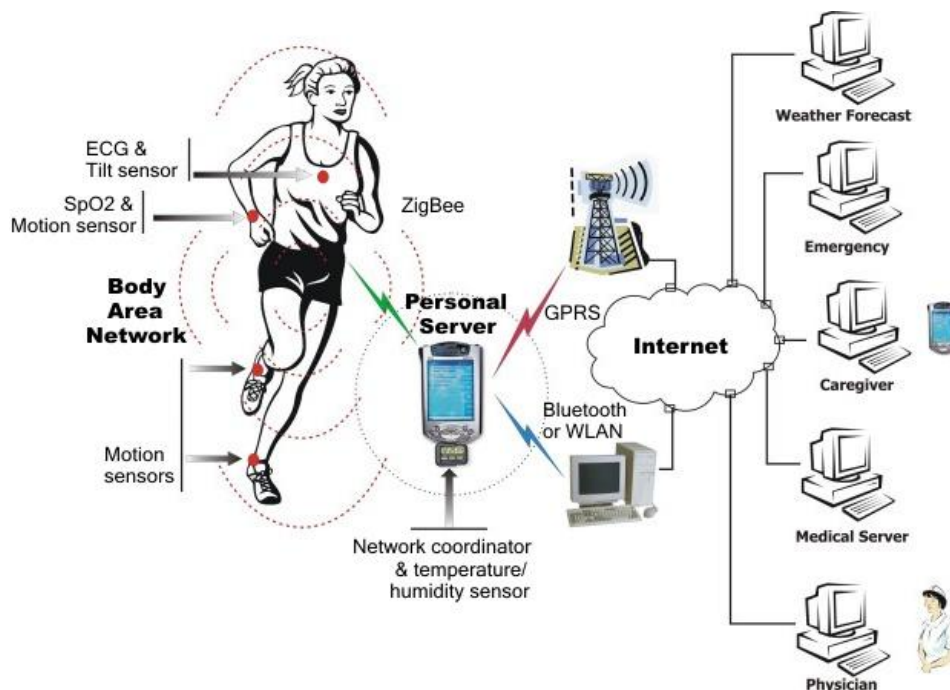 ECG &
Tilt sensor
SpO2 &
Motion sensor
Body
Area
Network
Motion
sensors
ZigBee
Personal
Server
Network coordinator
& temperature/
humidity sensor
GPRS
Bluetooth
or WLAN
Internet
Weather Forecast
Emergency
Caregiver
Medical Server
Physician